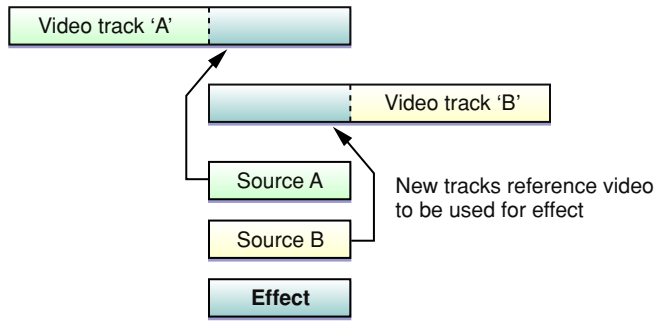 Video track ‘A’
Video track ‘B’
Source A
New tracks reference video
to be used for effect
Source B
Effect